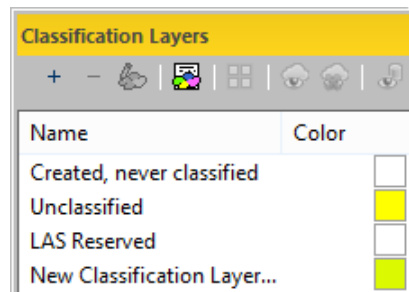 Classification Layers
Name Color
Created, never classified
Unclassified
LAS Reserved
New Classification Layer...